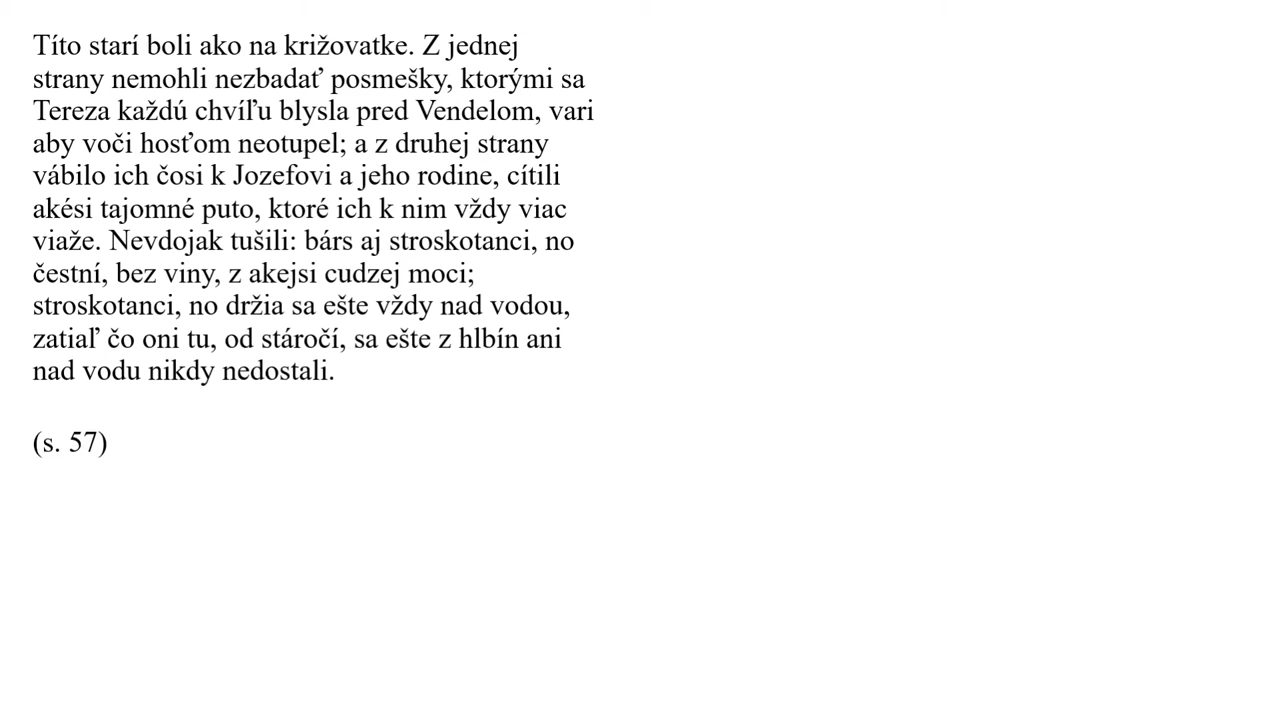 Títo starí boli ako na križovatke. Z jednej
strany nemohli nezbadať posmešky, ktorými sa
Tereza každú chvíľu blysla pred Vendelom, vari
aby voči hosťom neotupel; a z druhej strany
vábilo ich čosi k Jozefovi a jeho rodine, cítili
akési tajomné puto, ktoré ich k nim vždy viac
viaže. Nevdojak tušili: bárs aj stroskotanci, no
čestní, bez viny, z akejsi cudzej moci;
stroskotanci, no držia sa ešte vždy nad vodou,
zatiaľ čo oni tu, od stáročí, sa ešte z hlbín ani
nad vodu nikdy nedostali.
(s. 57)